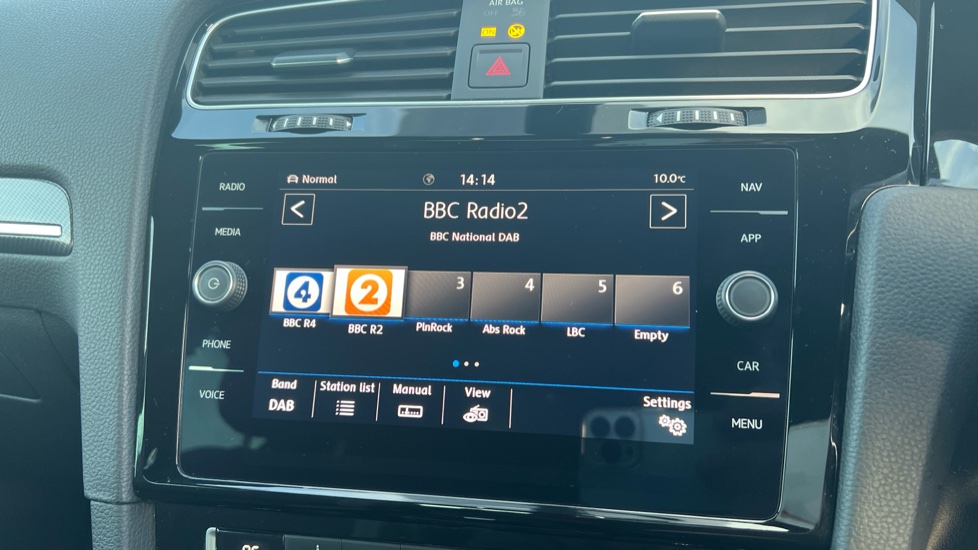 AIR BAG
OFF
ON
RADIO
MEDIA
PHONE
VOICE
Normal 14:14 10.0°C
< BBC Radio2 >
BBC National DAB
4 2 3 4 5 6
BBC R4 BBC R2 PlnRock Abs Rock LBC Empty
Band Station list Manual View Settings
DAB
NAV
APP
CAR
MENU